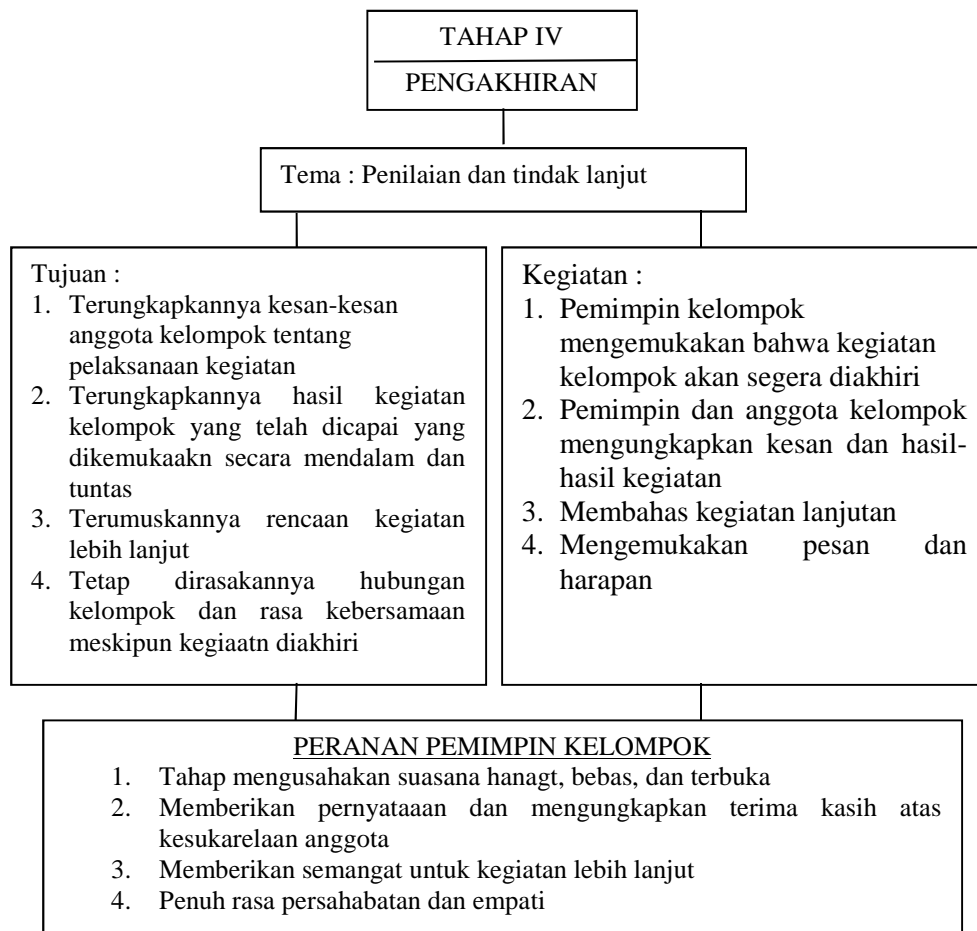 TAHAP IV
PENGAKHIRAN
Tema : Penilaian dan tindak lanjut
Tujuan :
1. Terungkapkannya kesan-kesan
anggota kelompok tentang
pelaksanaan kegiatan
2. Terungkapkannya hasil kegiatan
kelompok yang telah dicapai yang
dikemukaakn secara mendalam dan
tuntas
3. Terumuskannya rencaan kegiatan
lebih lanjut
4. Tetap dirasakannya hubungan
kelompok dan rasa kebersamaan
meskipun kegiaatn diakhiri
Kegiatan :
1. Pemimpin kelompok
mengemukakan bahwa kegiatan
kelompok akan segera diakhiri
2. Pemimpin dan anggota kelompok
mengungkapkan kesan dan hasil-
hasil kegiatan
3. Membahas kegiatan lanjutan
4. Mengemukakan pesan dan
harapan
PERANAN PEMIMPIN KELOMPOK
1. Tahap mengusahakan suasana hanagt, bebas, dan terbuka
2. Memberikan pernyataaan dan mengungkapkan terima kasih atas
kesukarelaan anggota
3. Memberikan semangat untuk kegiatan lebih lanjut
4. Penuh rasa persahabatan dan empati